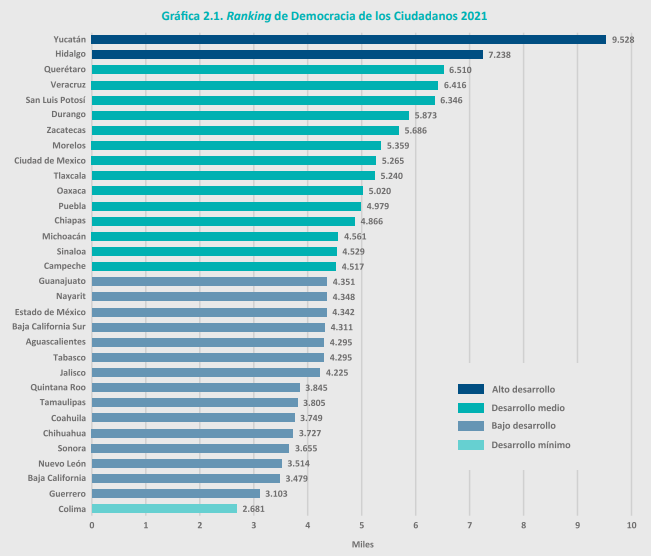 Gráfica 2.1. Ranking de Democracia de los Ciudadanos 2021
Yucatán 9.528
Hidalgo 7.238
Querétaro 6.510
Veracruz 6.416
San Luis Potosí 6.346
Durango 5.873
Zacatecas 5.686
Morelos 5.359
Ciudad de Mexico 5.265
Tlaxcala 5.240
Oaxaca 5.020
Puebla 4.979
Chiapas 4.866
Michoacán 4.561
Sinaloa 4.529
Campeche 4.517
Guanajuato 4.351
Nayarit 4.348
Estado de México 4.342
Baja California Sur 4.311
Aguascalientes 4.295
Tabasco 4.295
Jalisco 4.225
Quintana Roo 3.845
Tamaulipas 3.805
Coahuila 3.749
Chihuahua 3.727
Sonora 3.655
Nuevo León 3.514
Baja California 3.479
Guerrero 3.103
Colima 2.681
Alto desarrollo
Desarrollo medio
Bajo desarrollo
Desarrollo mínimo
0 1 2 3 4 5 6 7 8 9 10
Miles